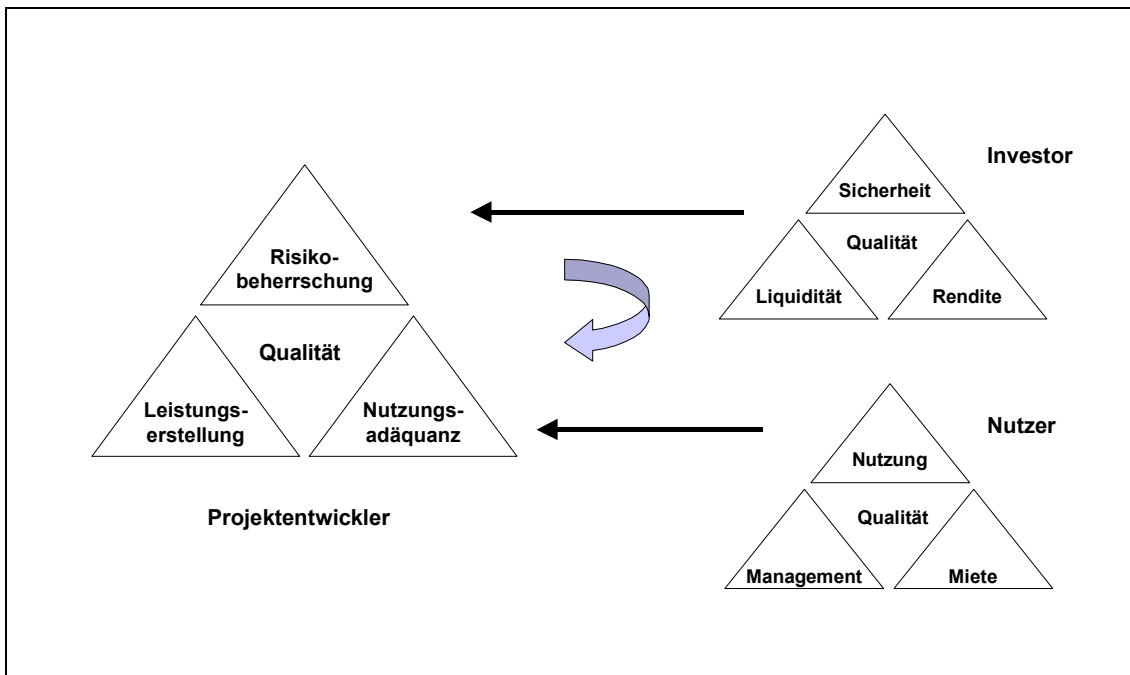 Risiko-
beherrschung
Qualität
Leistungs-
erstellung
Nutzungs-
adäquanz
Projektentwickler
Investor
Sicherheit
Qualität
Liquidität
Rendite
Nutzer
Nutzung
Qualität
Management
Miete